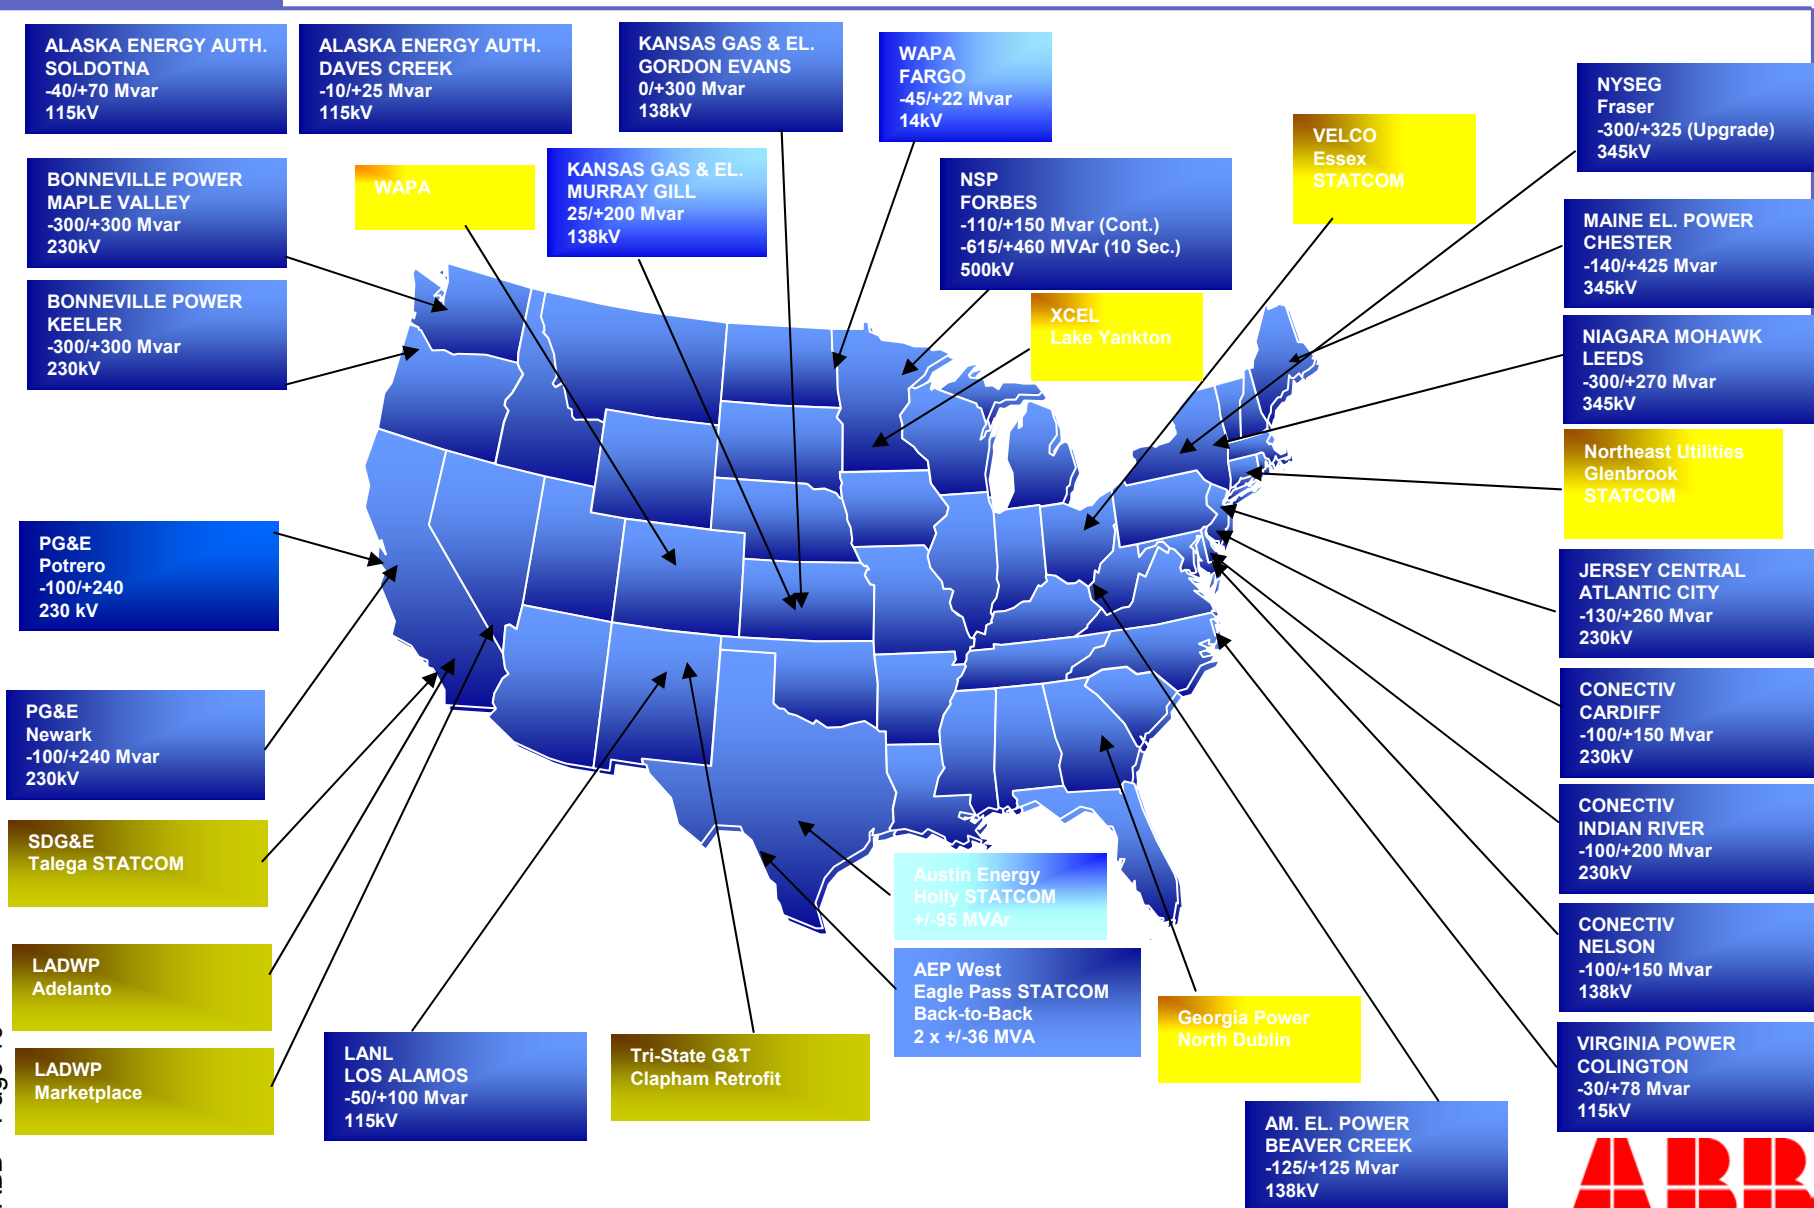 ALASKA ENERGY AUTH.
SOLDOTNA
-40/+70 Mvar
115kV
ALASKA ENERGY AUTH.
DAVES CREEK
-10/+25 Mvar
115kV
KANSAS GAS & EL.
GORDON EVANS
0/+300 Mvar
138kV
WAPA
FARGO
-45/+22 Mvar
14kV
NYSEG
Fraser
-300/+325 (Upgrade)
345kV
VELCO
Essex
STATCOM
BONNEVILLE POWER
MAPLE VALLEY
-300/+300 Mvar
230kV
WAPA
KANSAS GAS & EL.
MURRAY GILL
25/+200 Mvar
138kV
NSP
FORBES
-110/+150 Mvar (Cont.)
-615/+460 MVAr (10 Sec.)
500kV
MAINE EL. POWER
CHESTER
-140/+425 Mvar
345kV
BONNEVILLE POWER
KEELER
-300/+300 Mvar
230kV
XCEL
Lake Yankton
NIAGARA MOHAWK
LEEDS
-300/+270 Mvar
345kV
Northeast Utilities
Glenbrook
STATCOM
PG&E
Potrero
-100/+240
230 kV
JERSEY CENTRAL
ATLANTIC CITY
-130/+260 Mvar
230kV
PG&E
Newark
-100/+240 Mvar
230kV
CONECTIV
CARDIFF
-100/+150 Mvar
230kV
SDG&E
Talega STATCOM
CONECTIV
INDIAN RIVER
-100/+200 Mvar
230kV
Austin Energy
Holly STATCOM
+/-95 MVAr
CONECTIV
NELSON
-100/+150 Mvar
138kV
LADWP
Adelanto
AEP West
Eagle Pass STATCOM
Back-to-Back
2 x +/-36 MVA
Georgia Power
North Dublin
LADWP
Marketplace
LANL
LOS ALAMOS
-50/+100 Mvar
115kV
Tri-State G&T
Clapham Retrofit
VIRGINIA POWER
COLINGTON
-30/+78 Mvar
115kV
AM. EL. POWER
BEAVER CREEK
-125/+125 Mvar
138kV
ABB